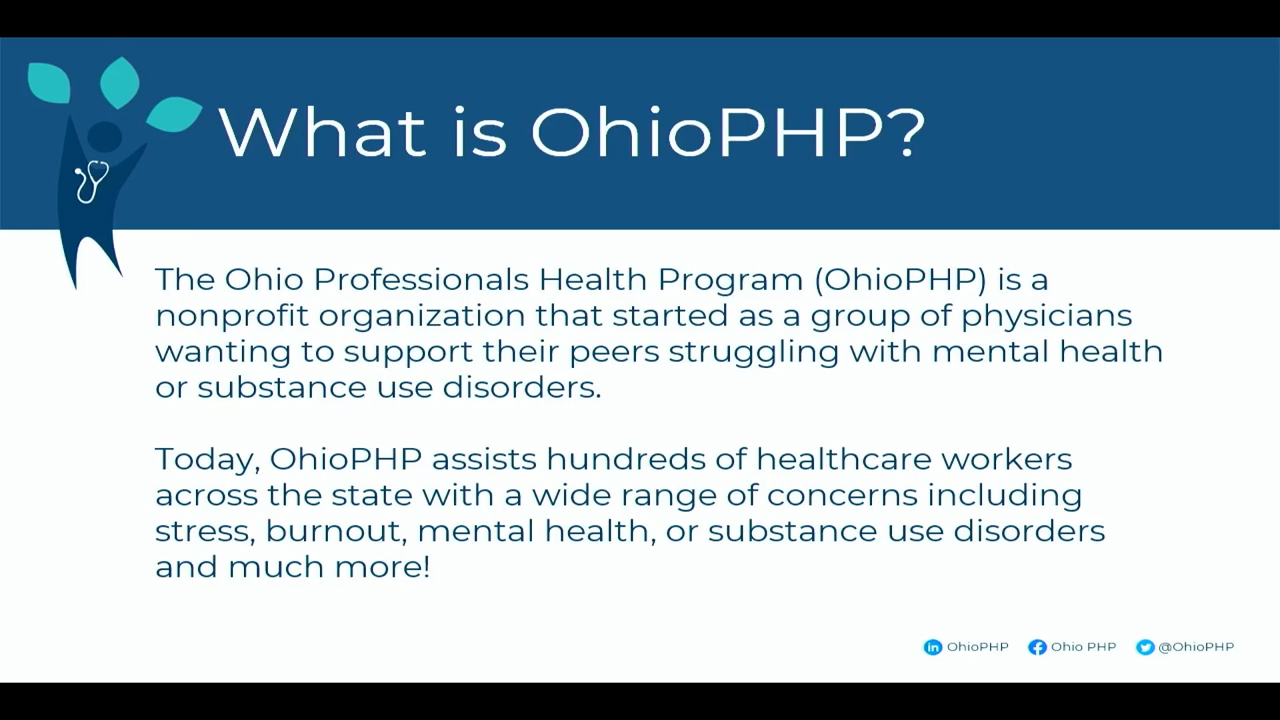 What is OhioPHP?
The Ohio Professionals Health Program (OhioPHP) is a
nonprofit organization that started as a group of physicians
wanting to support their peers struggling with mental health
or substance use disorders.
Today, OhioPHP assists hundreds of healthcare workers
across the state with a wide range of concerns including
stress, burnout, mental health, or substance use disorders
and much more!
in OhioPHP f Ohio PHP @OhioPHP